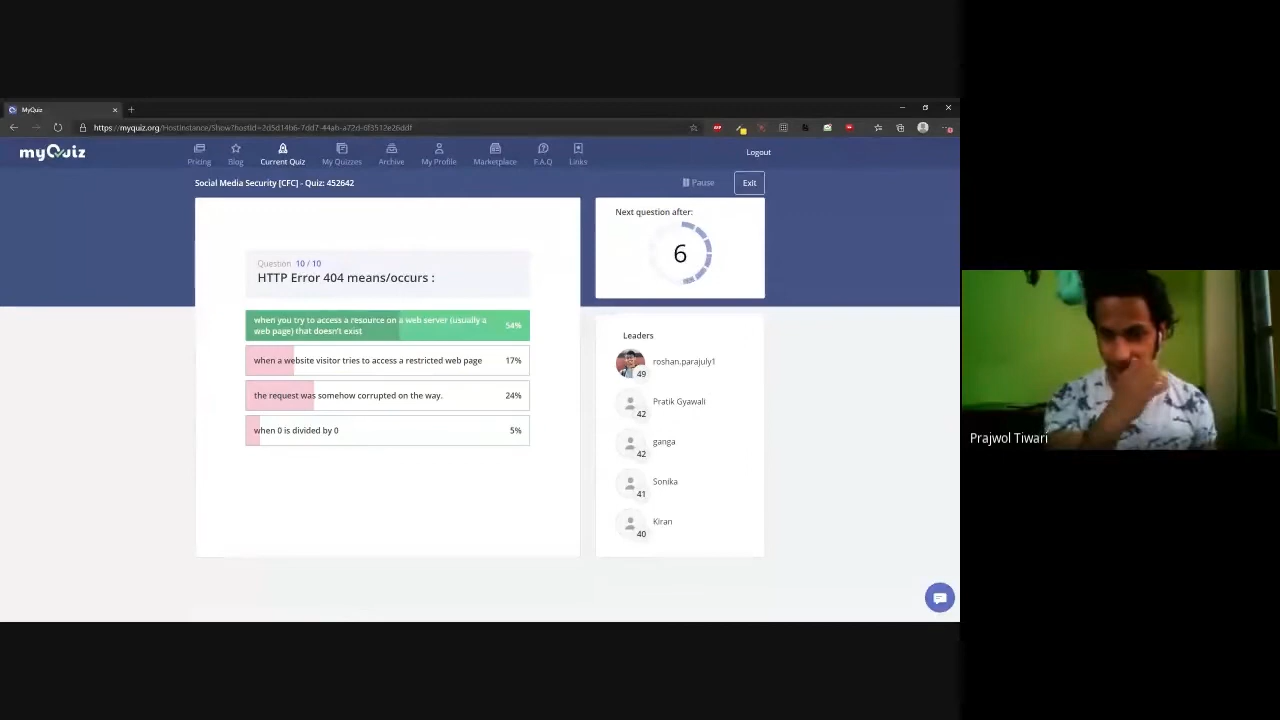 MyQuiz
https://myquiz.org/HostInstance/Show?hostId=2d5d14b6-7dd7-44ab-a72d-6f3512e26ddf
myQuiz
Pricing
Blog
Current Quiz
My Quizzes
Archive
My Profile
Marketplace
F.A.Q
Links
Logout
Social Media Security [CFC] - Quiz: 452642
Pause
Exit
Question 10 / 10
HTTP Error 404 means/occurs :
when you try to access a resource on a web server (usually a
web page) that doesn't exist
54%
when a website visitor tries to access a restricted web page
17%
the request was somehow corrupted on the way.
24%
when 0 is divided by 0
5%
Next question after:
6
Leaders
roshan.parajuly1
49
Pratik Gyawali
42
ganga
42
Sonika
41
Kiran
40
Prajwol Tiwari